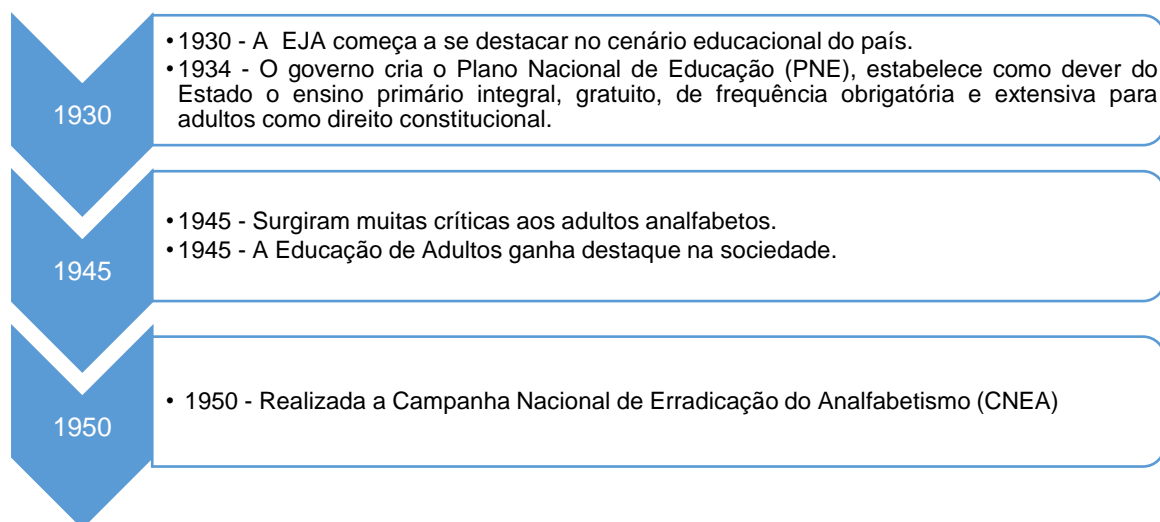 1930
•1930 - A EJA começa a se destacar no cenário educacional do país.
•1934 - O governo cria o Plano Nacional de Educação (PNE), estabelece como dever do
Estado o ensino primário integral, gratuito, de frequência obrigatória e extensiva para
adultos como direito constitucional.
1945
•1945 - Surgiram muitas críticas aos adultos analfabetos.
•1945 - A Educação de Adultos ganha destaque na sociedade.
1950
• 1950 - Realizada a Campanha Nacional de Erradicação do Analfabetismo (CNEA)